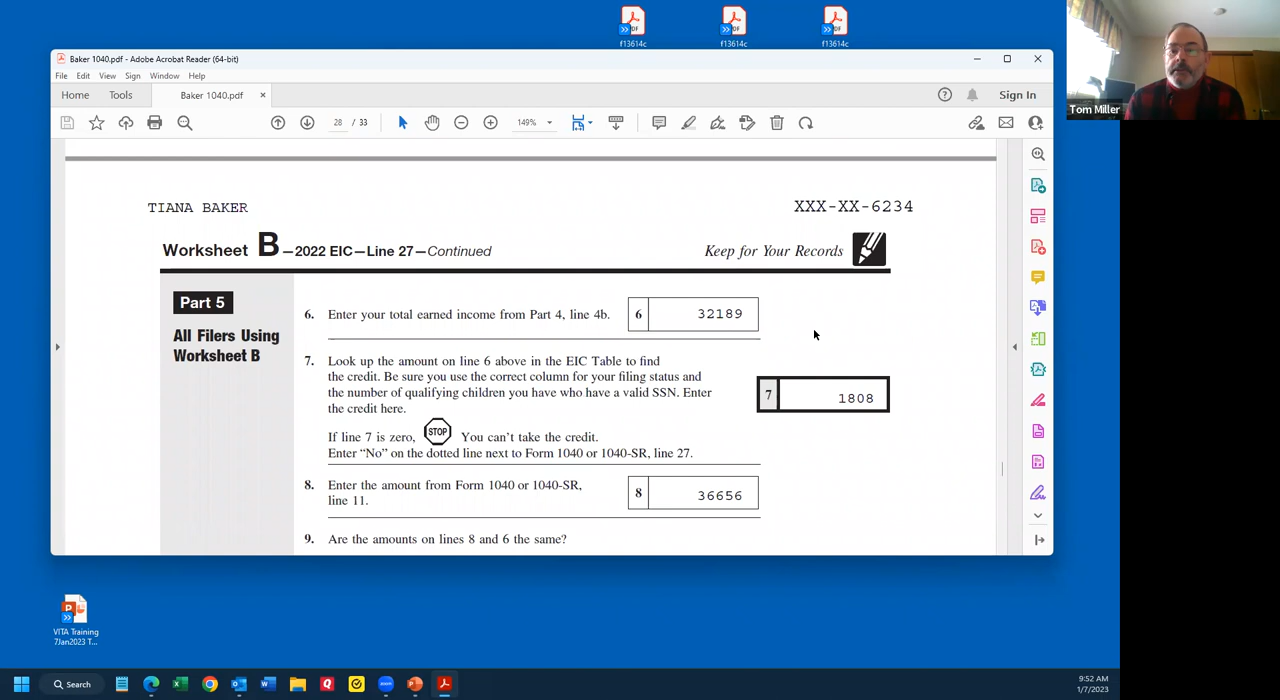 f13614c
f13614c
f13614c
Tom Miller
Baker 1040.pdf - Adobe Acrobat Reader (64-bit)
File Edit View Sign Window Help
Home Tools Baker 1040.pdf × Sign In
28 / 33 149%
TIANA BAKER XXX-XX-6234
Worksheet B—2022 EIC—Line 27—Continued Keep for Your Records
Part 5
All Filers Using
Worksheet B
6. Enter your total earned income from Part 4, line 4b. 6 32189
7. Look up the amount on line 6 above in the EIC Table to find
the credit. Be sure you use the correct column for your filing status and
the number of qualifying children you have who have a valid SSN. Enter
the credit here.
7 1808
If line 7 is zero, STOP You can't take the credit.
Enter “No” on the dotted line next to Form 1040 or 1040-SR, line 27.
8. Enter the amount from Form 1040 or 1040-SR,
line 11.
8 36656
9. Are the amounts on lines 8 and 6 the same?
VITA Training
7Jan2023 T...
Search
9:52 AM
1/7/2023